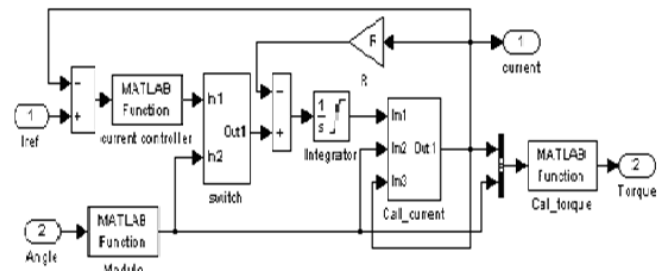 R
1
current
R
−
+
MATLAB
Function
current controller
1
Iref
In1
Out1
In2
switch
−
+
1
s
Integrator
In1
In2 Out1
In3
Call_current
MATLAB
Function
Cal_torque
2
Torque
2
Angle
MATLAB
Function
Modulo